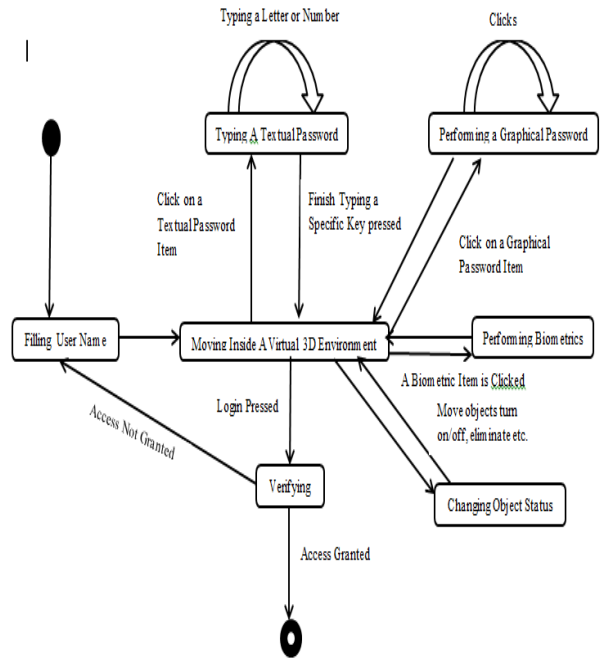 Typing a Letter or Number
Clicks
Typing A Textual Password
Performing a Graphical Password
Click on a
Textual Password
Item
Finish Typing a
Specific Key pressed
Click on a Graphical
Password Item
Filling User Name
Moving Inside A Virtual 3D Environment
Performing Biometrics
A Biometric Item is Clicked
Login Pressed
Move objects turn
on/off, eliminate etc.
Access Not Granted
Verifying
Changing Object Status
Access Granted